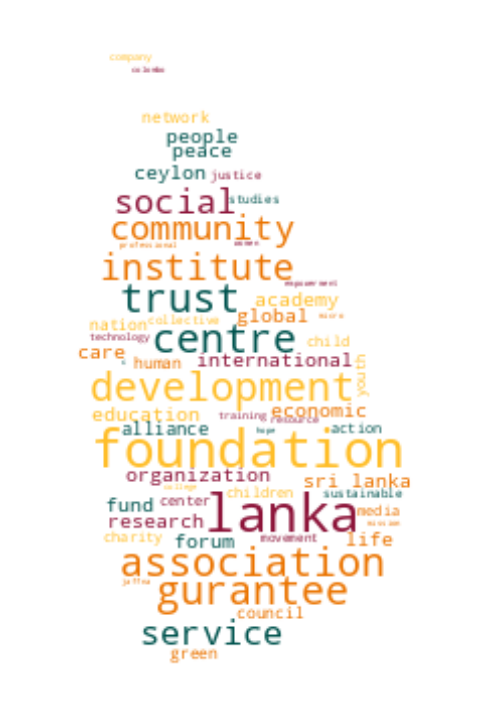 company
colombo
network
people
peace
ceylon justice
social studies
community
professional women
institute
empowerment
trust academy
global micro
nation collective
technology centre child
care human international
youth
development
education training economic
resource
alliance hope action
foundation
organization sri lanka
college children sustainable
fund center lanka media
research mission
charity forum movement life
association
jaffna gurantee
council
service
green